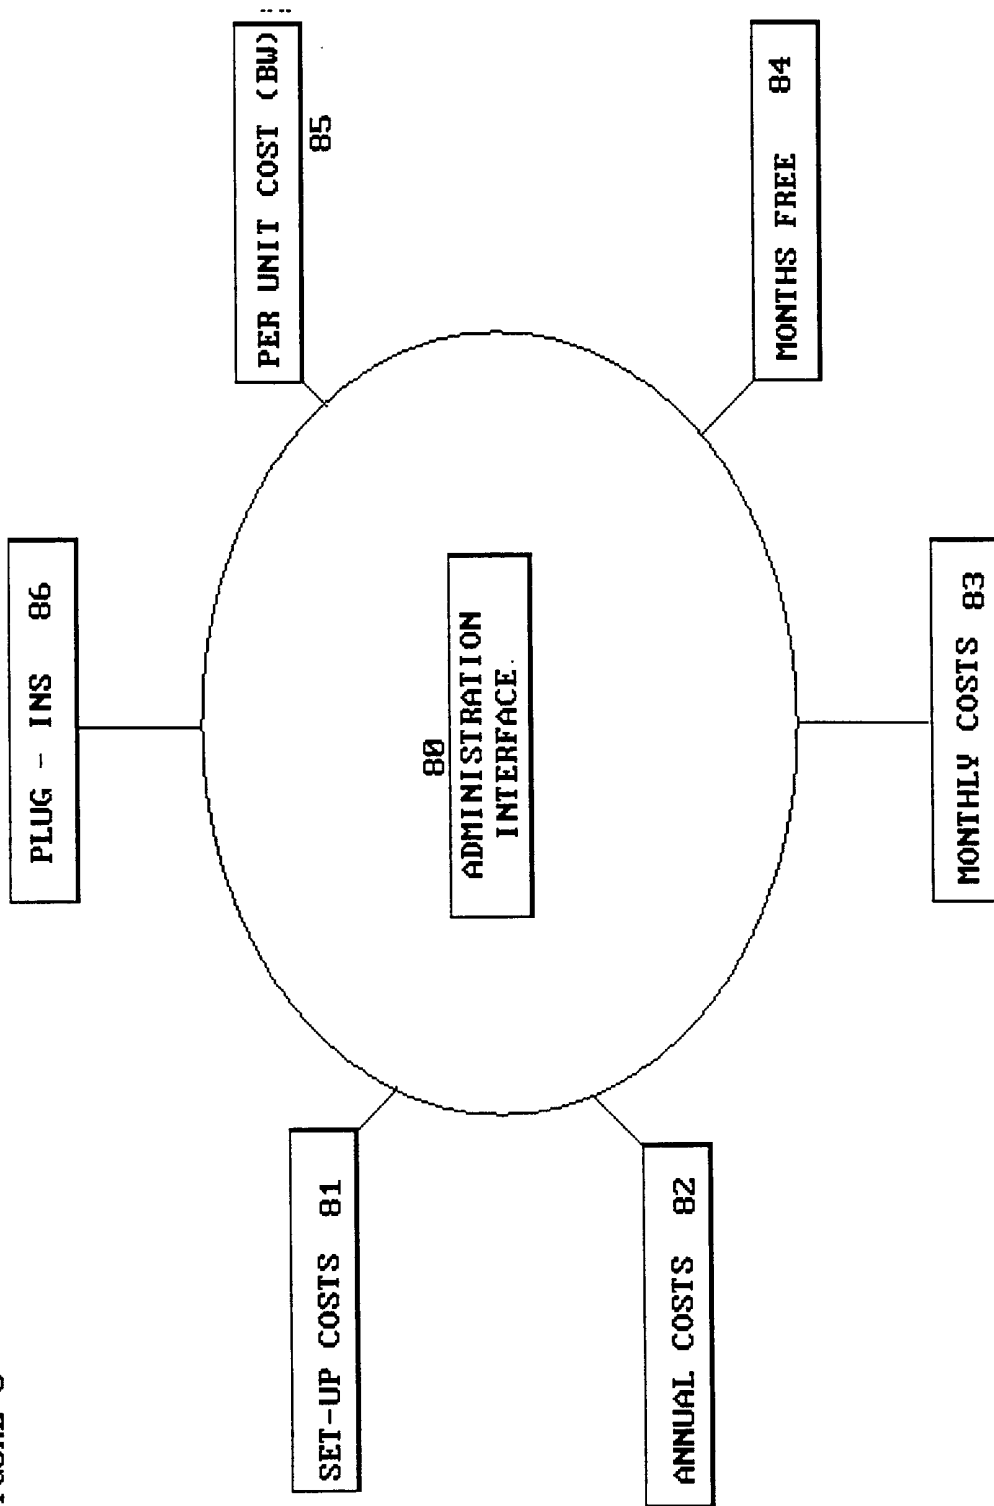 PLUG - INS 86
PER UNIT COST (BW)
85
SET-UP COSTS 81
80
ADMINISTRATION
INTERFACE
ANNUAL COSTS 82
MONTHS FREE 84
MONTHLY COSTS 83